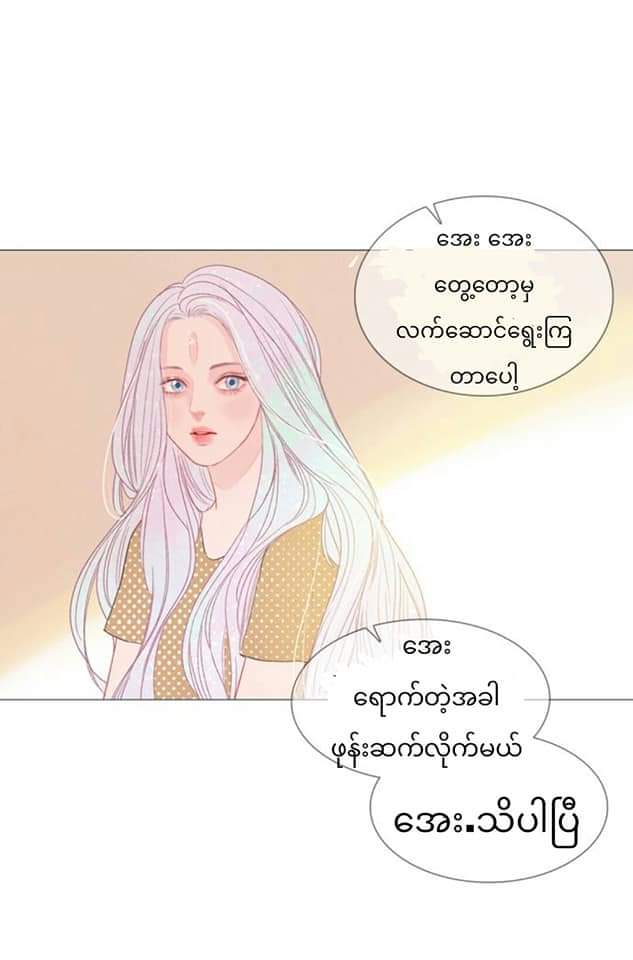 အေး အေး
တွေ့တော့မှ
လက်ဆောင်ရွေးကြ
တာပေါ့
အေး
ရောက်တဲ့အခါ
ဖုန်းဆက်လိုက်မယ်
အေး.သိပါပြီ